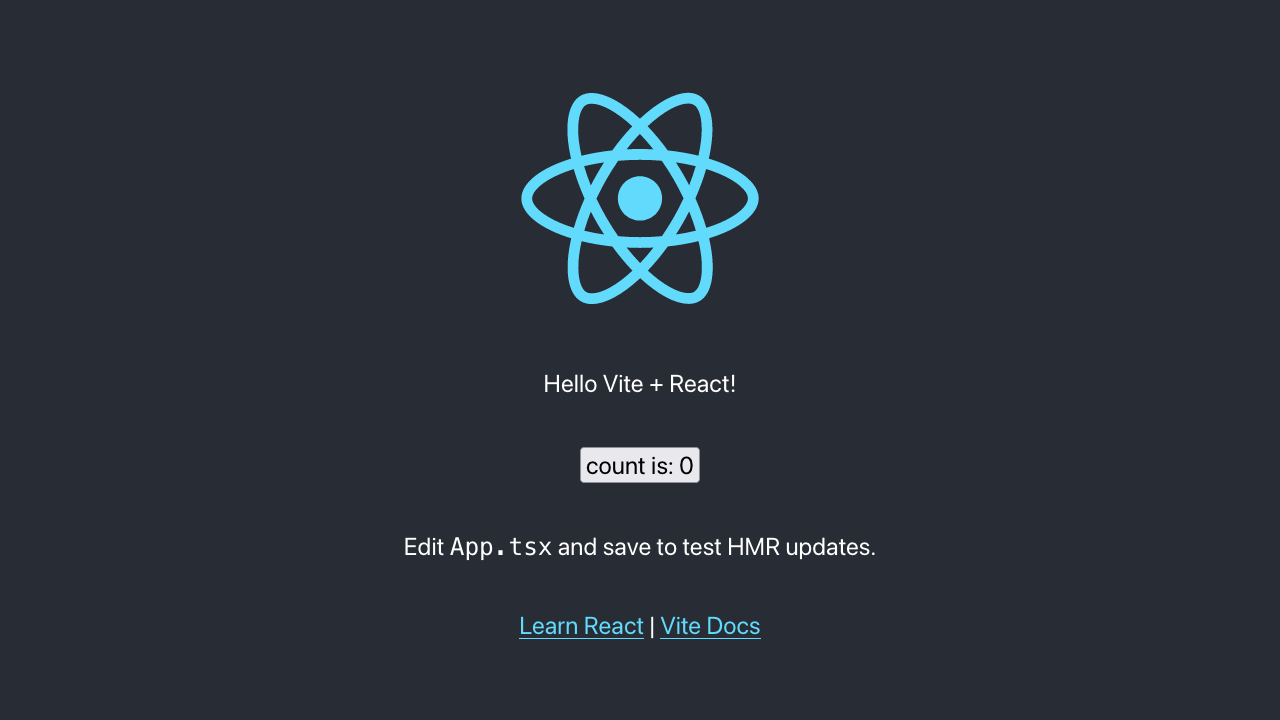 Hello Vite + React!
count is: 0
Edit App.tsx and save to test HMR updates.
Learn React | Vite Docs